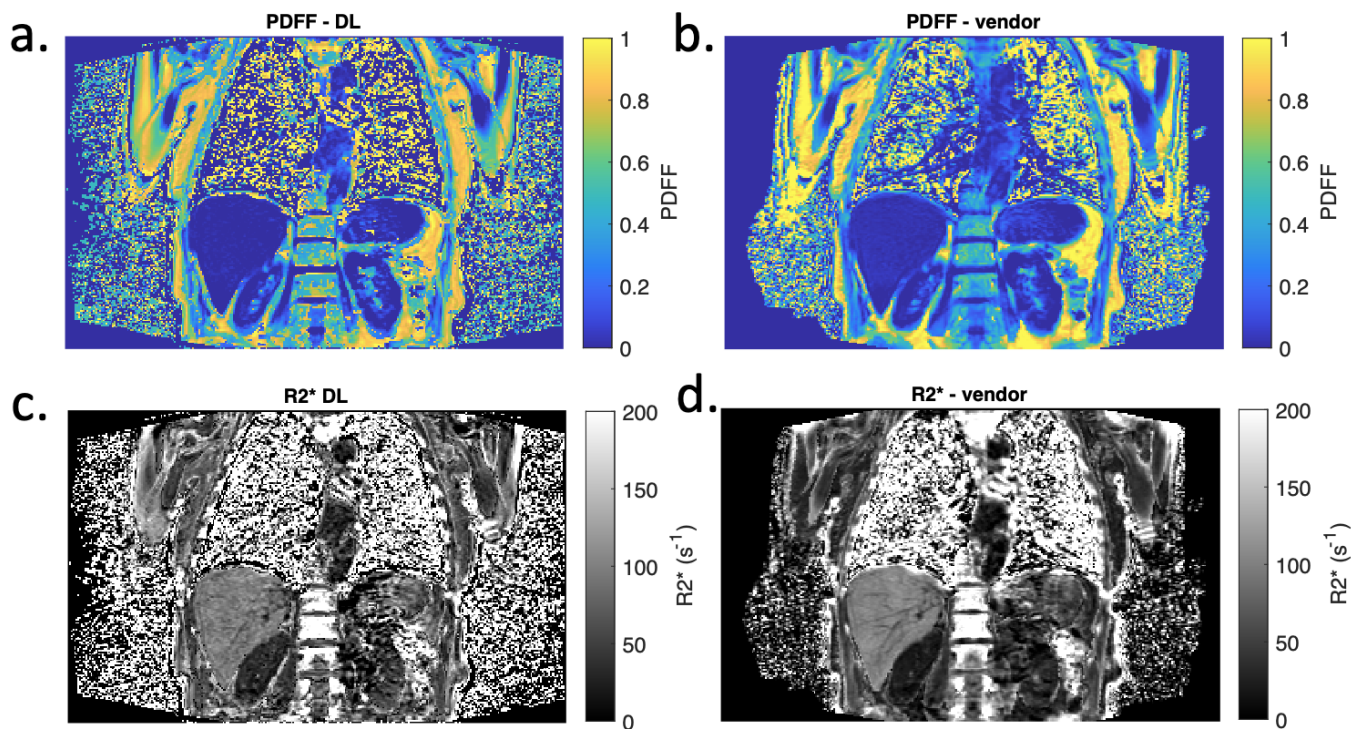 a.
PDFF - DL
1
0.8
0.6
0.4
0.2
0
PDFF
b.
PDFF - vendor
1
0.8
0.6
0.4
0.2
0
PDFF
c.
R2* DL
200
150
100
50
0
R2* (s⁻¹)
d.
R2* - vendor
200
150
100
50
0
R2* (s⁻¹)